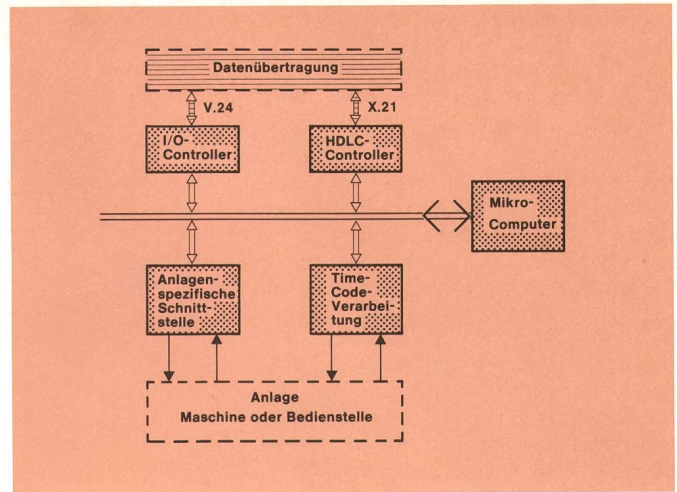 Datenübertragung
V.24
X.21
I/O-
Controller
HDLC-
Controller
Mikro-
Computer
Anlagen-
spezifische
Schnitt-
stelle
Time-
Code-
Verarbei-
tung
Anlage
Maschine oder Bedienstelle